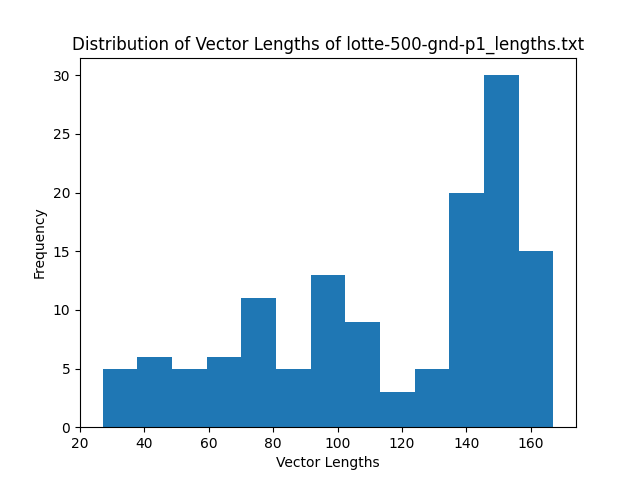 Distribution of Vector Lengths of lotte-500-gnd-p1_lengths.txt
30
25
20
15
10
5
0
Frequency
20 40 60 80 100 120 140 160
Vector Lengths